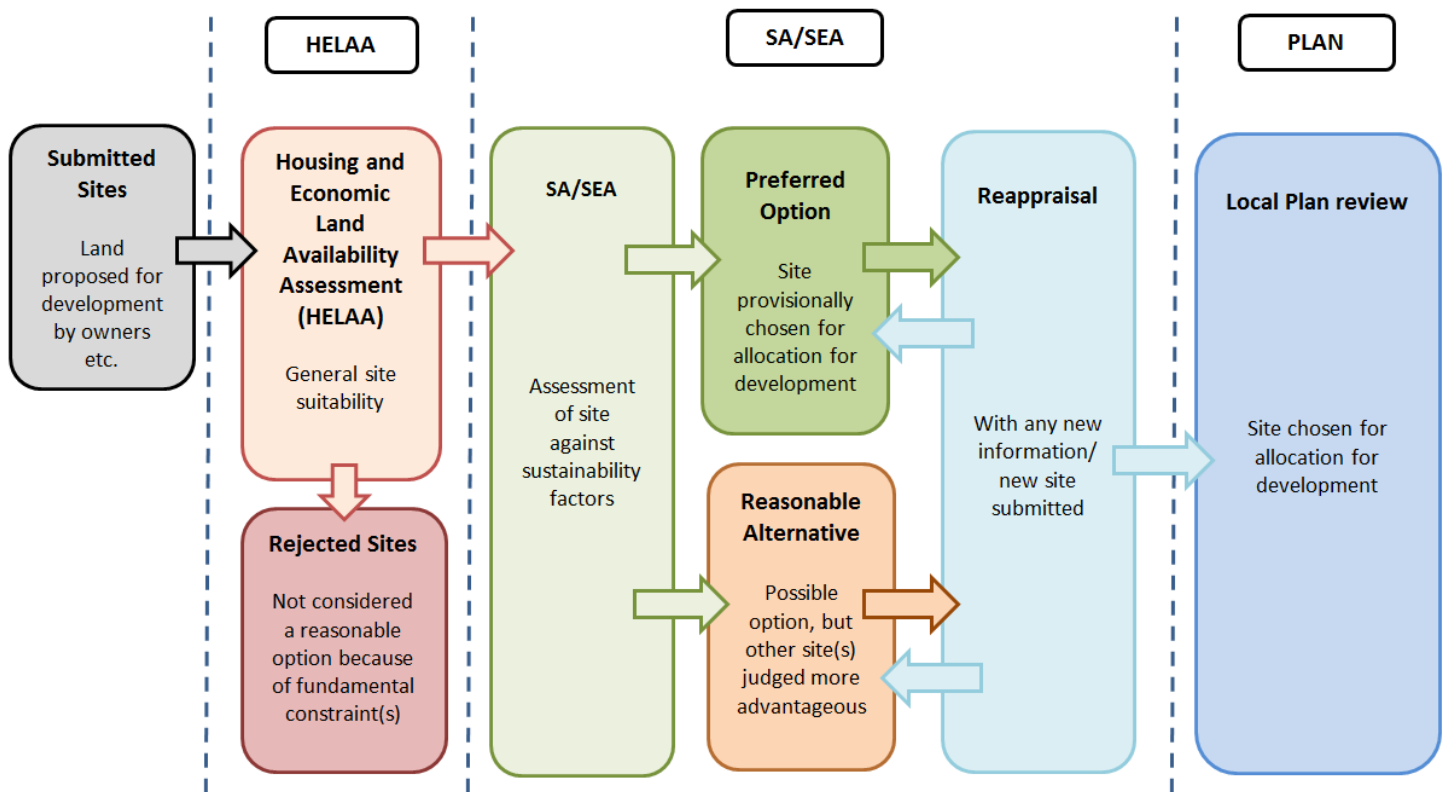 HELAA
SA/SEA
PLAN
Submitted
Sites
Land
proposed for
development
by owners
etc.
Housing and
Economic
Land
Availability
Assessment
(HELAA)
General site
suitability
Rejected Sites
Not considered
a reasonable
option because
of fundamental
constraint(s)
SA/SEA
Assessment
of site
against
sustainability
factors
Preferred
Option
Site
provisionally
chosen for
allocation for
development
Reasonable
Alternative
Possible
option, but
other site(s)
judged more
advantageous
Reappraisal
With any new
information/
new site
submitted
Local Plan review
Site chosen for
allocation for
development